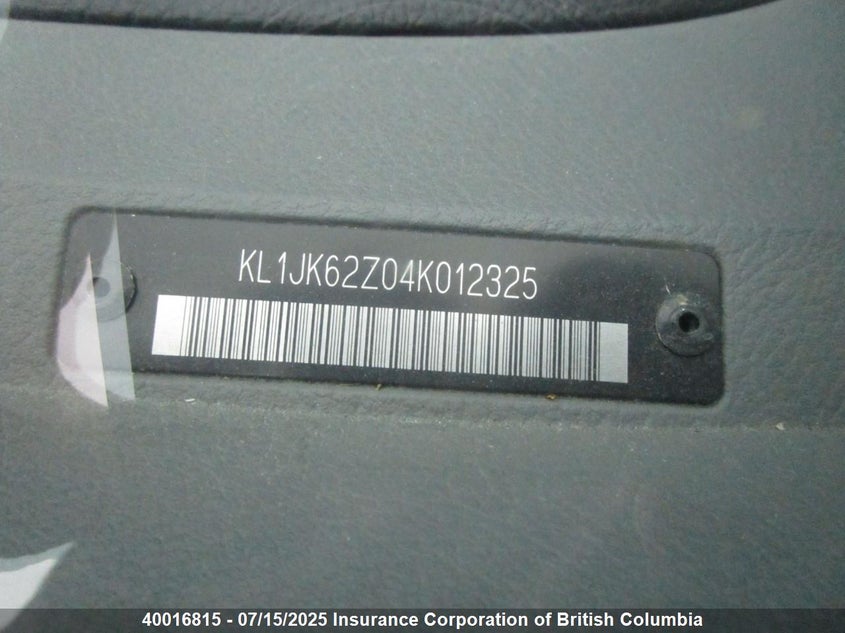 KL1JK62Z04K012325
40016815 - 07/15/2025 Insurance Corporation of British Columbia